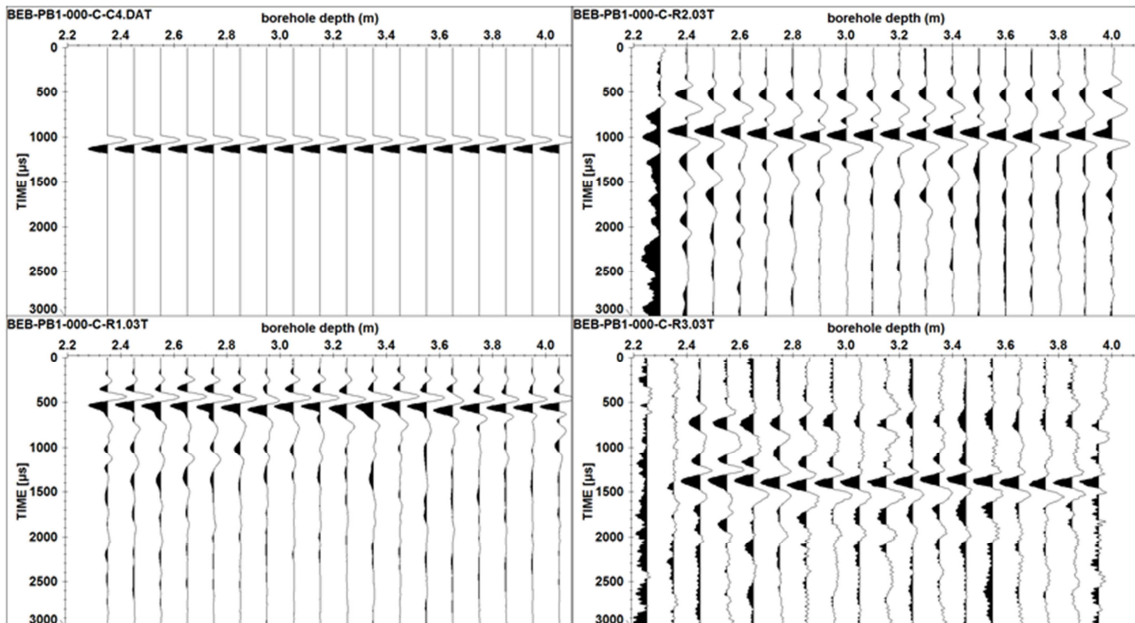 BEB-PB1-000-C-C4.DAT
borehole depth (m)
2.2 2.4 2.6 2.8 3.0 3.2 3.4 3.6 3.8 4.0
TIME [µs]
0
500
1000
1500
2000
2500
3000
BEB-PB1-000-C-R2.03T
borehole depth (m)
2.2 2.4 2.6 2.8 3.0 3.2 3.4 3.6 3.8 4.0
TIME [µs]
0
500
1000
1500
2000
2500
3000
BEB-PB1-000-C-R1.03T
borehole depth (m)
2.2 2.4 2.6 2.8 3.0 3.2 3.4 3.6 3.8 4.0
TIME [µs]
0
500
1000
1500
2000
2500
3000
BEB-PB1-000-C-R3.03T
borehole depth (m)
2.2 2.4 2.6 2.8 3.0 3.2 3.4 3.6 3.8 4.0
TIME [µs]
0
500
1000
1500
2000
2500
3000